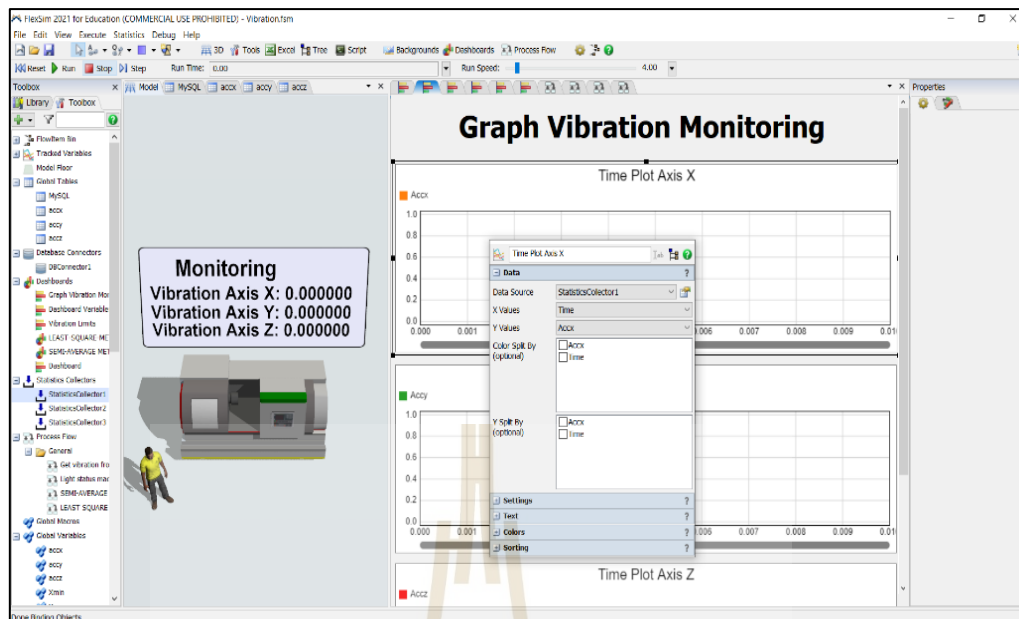 FlexSim 2021 for Education (COMMERCIAL USE PROHIBITED) - Vibration.fsm
File Edit View Execute Statistics Debug Help
3D Tools Excel Tree Script Backgrounds Dashboards Process Flow
Reset Run Stop Step Run Time: 0.00 Run Speed: 4.00
Toolbox
Library Toolbox
FlowItem Bin
Tracked Variables
Model Floor
Global Tables
MySQL
accx
accy
accz
Database Connectors
DBConnector1
Dashboards
Graph Vibration Mor
Dashboard Variable
Vibration Limits
LEAST SQUARE ME
SEMI-AVERAGE MET
Dashboard
Statistics Collectors
StatisticsCollector1
StatisticsCollector2
StatisticsCollector3
Process Flow
General
Get vibration fro
Light status mac
SEMI-AVERAGE
LEAST SQUARE
Global Macros
Global Variables
accx
accy
accz
Xmin
Model MySQL accx accy accz
Monitoring
Vibration Axis X: 0.000000
Vibration Axis Y: 0.000000
Vibration Axis Z: 0.000000
Graph Vibration Monitoring
Time Plot Axis X
Accx
1.0
0.8
0.6
0.4
0.2
0.0
0.000 0.001 .006 0.007 0.008 0.009 0.01
Accy
1.0
0.8
0.6
0.4
0.2
0.0
0.000 0.001 .006 0.007 0.008 0.009 0.01
Time Plot Axis Z
Accz
Time Plot Axis X
Data ?
Data Source StatisticsColector1
X Values Time
Y Values Accx
Color Split By Accx
(optional) Time
Y Split By Accx
(optional) Time
Settings ?
Text ?
Colors ?
Sorting ?
Properties
Done Binding Objects